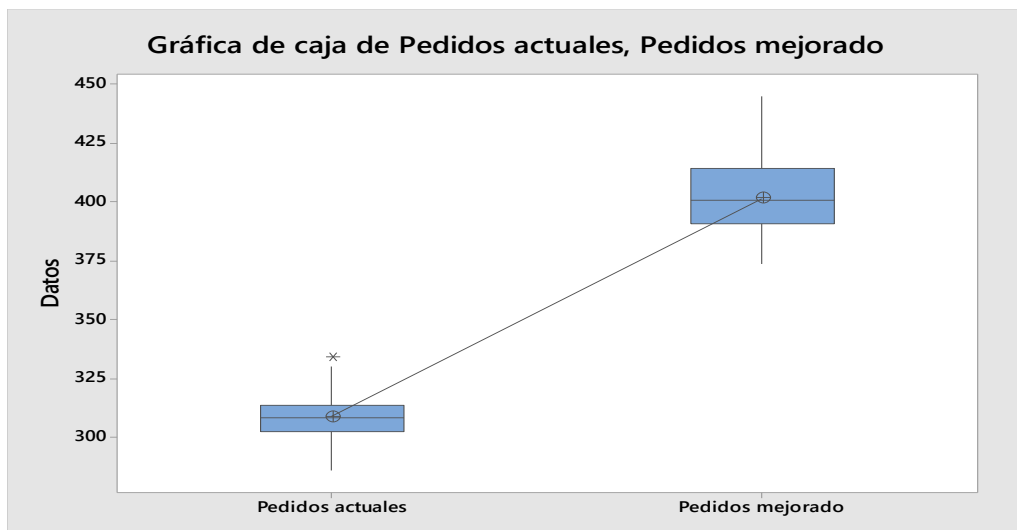 Gráfica de caja de Pedidos actuales, Pedidos mejorado
450
425
400
375
350
325
300
Datos
Pedidos actuales
Pedidos mejorado